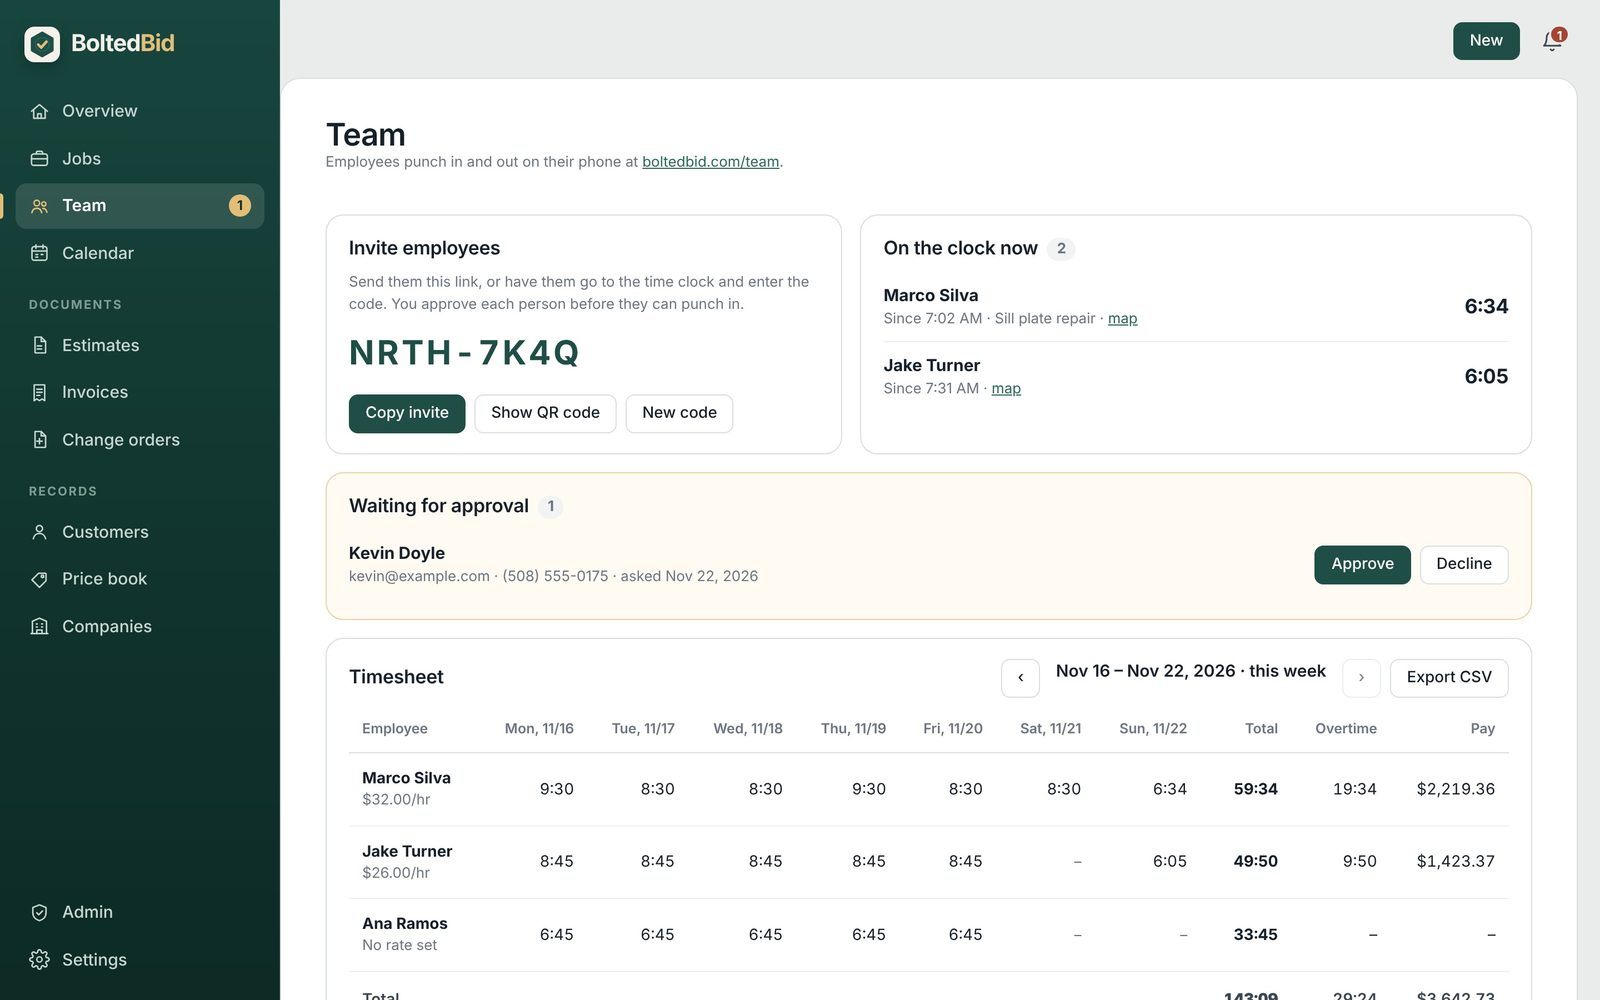 BoltedBid
New
1
Overview
Jobs
Team 1
Calendar
DOCUMENTS
Estimates
Invoices
Change orders
RECORDS
Customers
Price book
Companies
Admin
Settings
Team
Employees punch in and out on their phone at boltedbid.com/team.
Invite employees
Send them this link, or have them go to the time clock and enter the
code. You approve each person before they can punch in.
NRTH-7K4Q
Copy invite Show QR code New code
On the clock now 2
Marco Silva
Since 7:02 AM · Sill plate repair · map
6:34
Jake Turner
Since 7:31 AM · map
6:05
Waiting for approval 1
Kevin Doyle
kevin@example.com · (508) 555-0175 · asked Nov 22, 2026
Approve Decline
Timesheet
‹ Nov 16 – Nov 22, 2026 · this week › Export CSV
Employee Mon, 11/16 Tue, 11/17 Wed, 11/18 Thu, 11/19 Fri, 11/20 Sat, 11/21 Sun, 11/22 Total Overtime Pay
Marco Silva
$32.00/hr
9:30 8:30 8:30 9:30 8:30 8:30 6:34 59:34 19:34 $2,219.36
Jake Turner
$26.00/hr
8:45 8:45 8:45 8:45 8:45 – 6:05 49:50 9:50 $1,423.37
Ana Ramos
No rate set
6:45 6:45 6:45 6:45 6:45 – – 33:45 – –
Total 143:09 29:24 $3,642.73